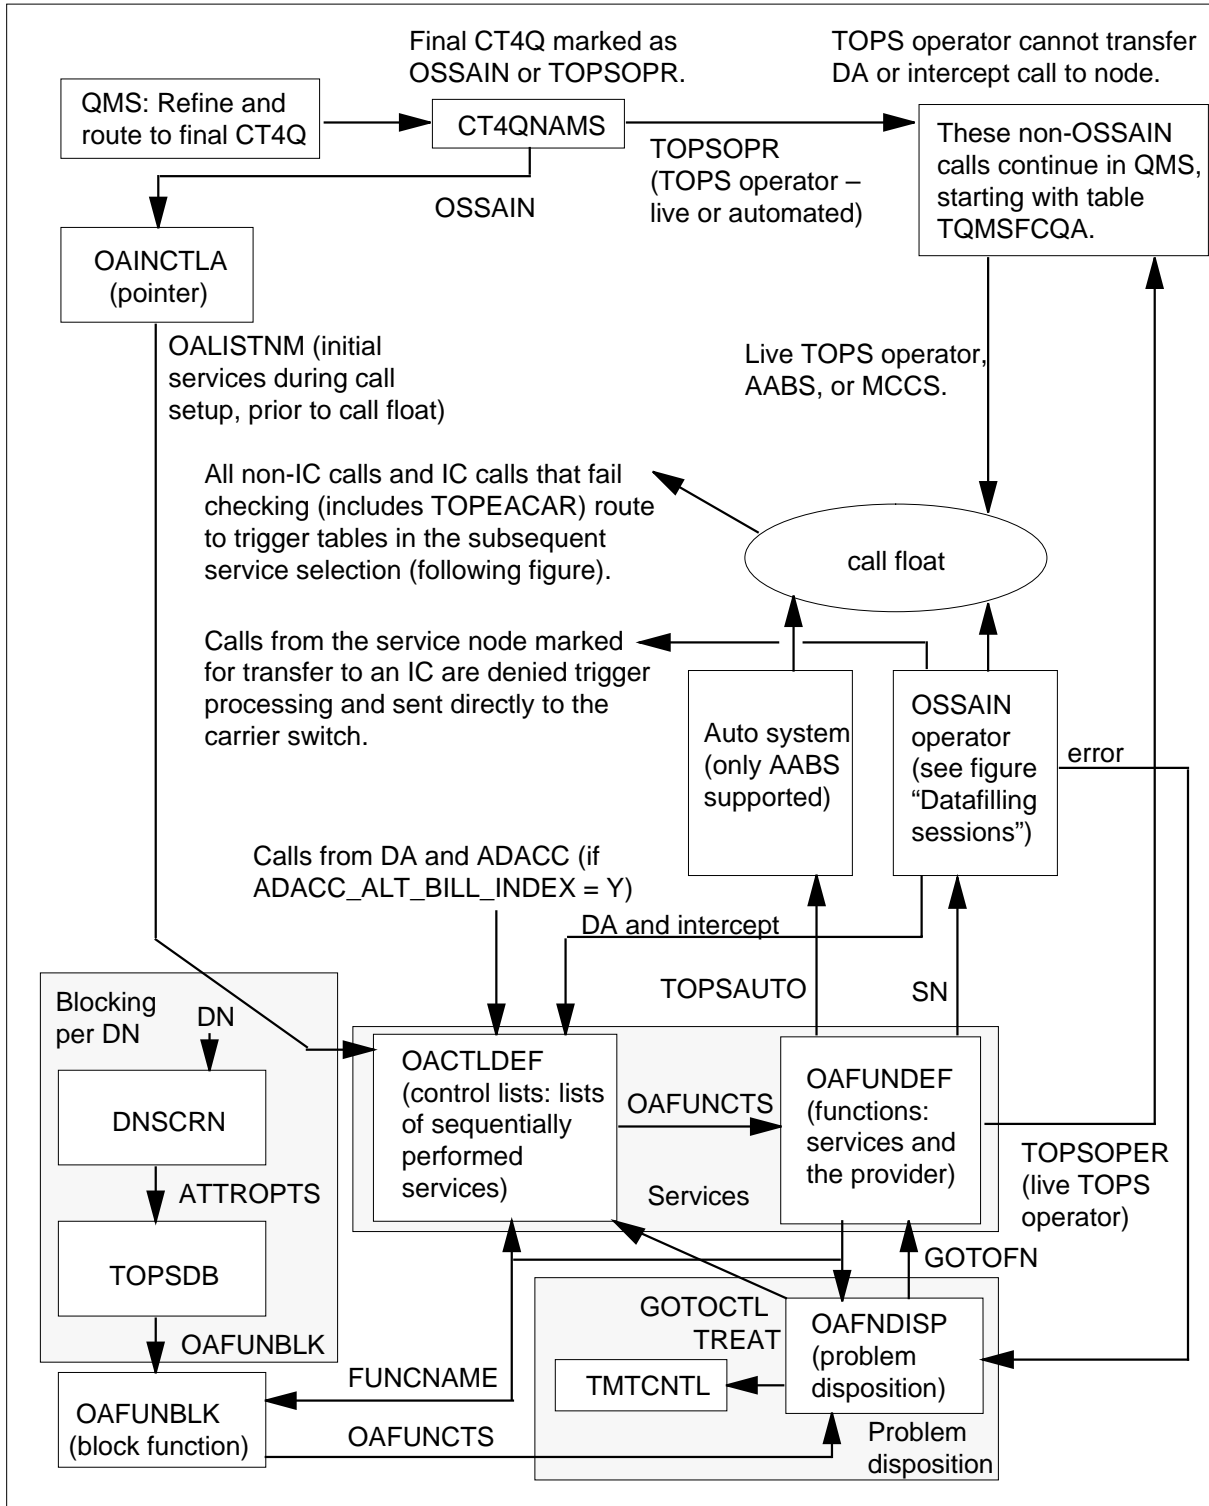 Final CT4Q marked as
OSSAIN or TOPSOPR.
TOPS operator cannot transfer
DA or intercept call to node.
QMS: Refine and
route to final CT4Q
CT4QNAMS
These non-OSSAIN
calls continue in QMS,
starting with table
TQMSFCQA.
TOPSOPR
(TOPS operator –
live or automated)
OSSAIN
OAINCTLA
(pointer)
OALISTNM (initial
services during call
setup, prior to call float)
Live TOPS operator,
AABS, or MCCS.
All non-IC calls and IC calls that fail
checking (includes TOPEACAR) route
to trigger tables in the subsequent
service selection (following figure).
call float
Calls from the service node marked
for transfer to an IC are denied trigger
processing and sent directly to the
carrier switch.
Auto system
(only AABS
supported)
OSSAIN
operator
(see figure
“Datafilling
sessions”)
error
Calls from DA and ADACC (if
ADACC_ALT_BILL_INDEX = Y)
DA and intercept
TOPSAUTO
SN
Blocking
per DN
DN
DNSCRN
ATTROPTS
TOPSDB
OAFUNBLK
OAFUNBLK
(block function)
OACTLDEF
(control lists: lists
of sequentially
performed
services)
OAFUNCTS
Services
OAFUNDEF
(functions:
services and
the provider)
TOPSOPER
(live TOPS
operator)
GOTOFN
GOTOCTL
TREAT
OAFNDISP
(problem
disposition)
TMTCNTL
FUNCNAME
OAFUNCTS
Problem
disposition